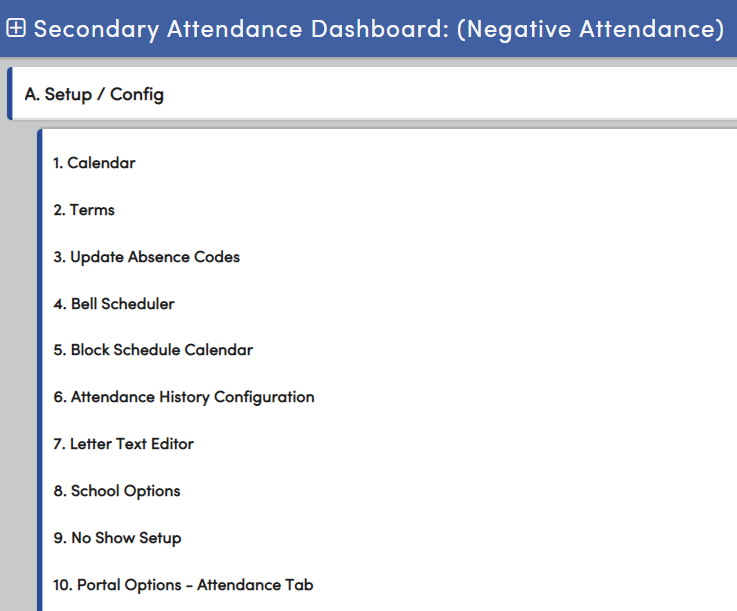 Secondary Attendance Dashboard: (Negative Attendance)
A. Setup / Config
1. Calendar
2. Terms
3. Update Absence Codes
4. Bell Scheduler
5. Block Schedule Calendar
6. Attendance History Configuration
7. Letter Text Editor
8. School Options
9. No Show Setup
10. Portal Options - Attendance Tab